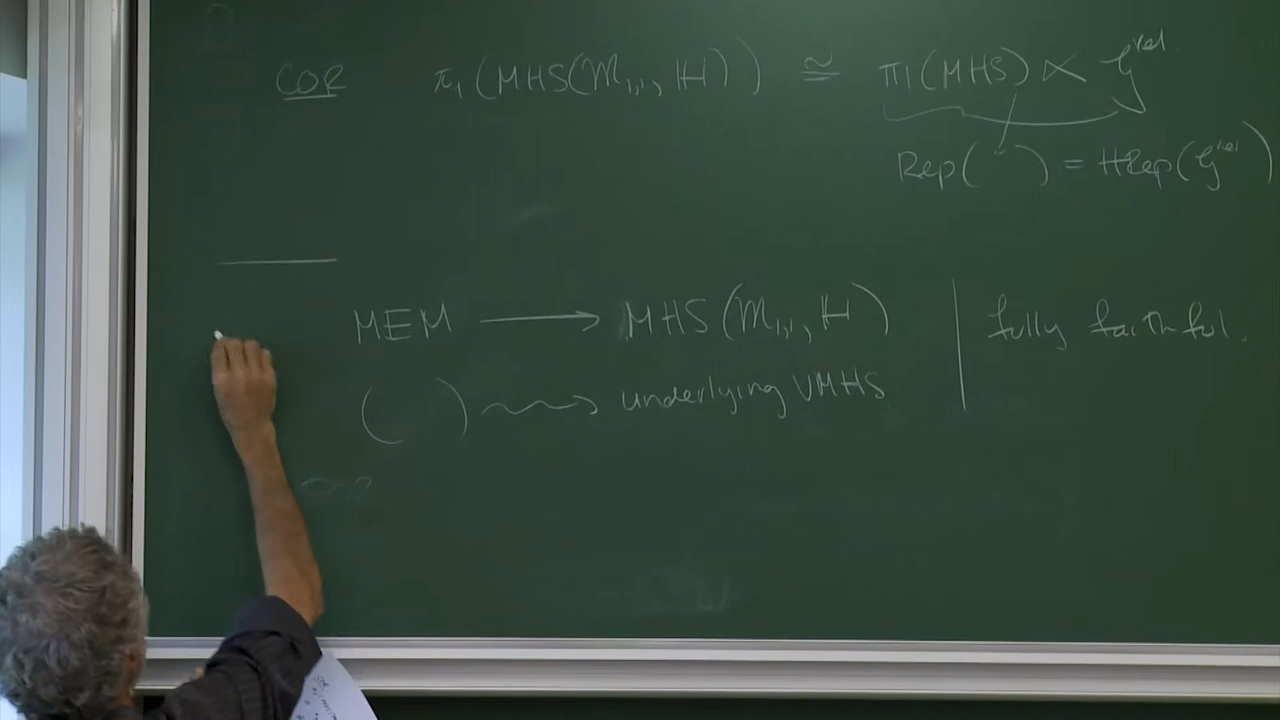 COR π₁(MHS(M₁,₁, ℍ)) ≅ π1(MHS) ⋉ G^rel
Rep( ) = HRep(G^rel)
MEM ⟶ MHS(M₁,₁, ℍ) | fully faithful.
( ) ⇝ underlying VMHS